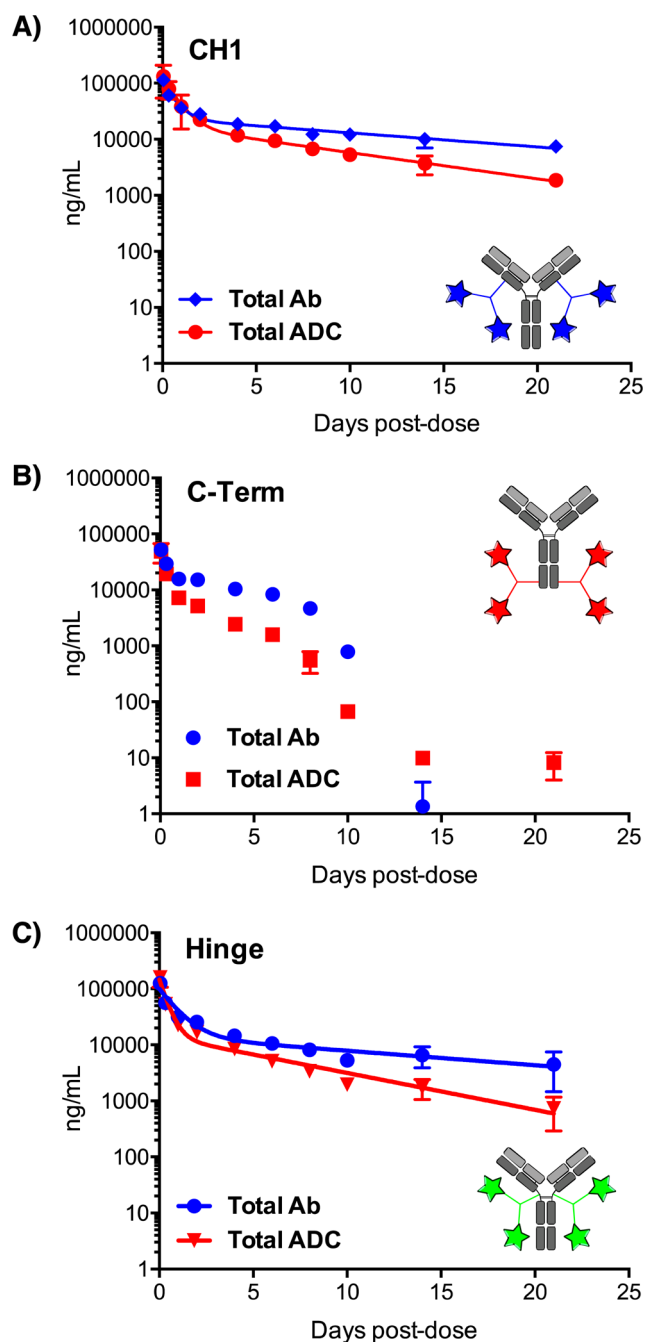 A)
CH1
1000000
100000
10000
1000
100
10
1
ng/mL
Total Ab
Total ADC
0 5 10 15 20 25
Days post-dose
B)
C-Term
1000000
100000
10000
1000
100
10
1
ng/mL
Total Ab
Total ADC
0 5 10 15 20 25
Days post-dose
C)
Hinge
1000000
100000
10000
1000
100
10
1
ng/mL
Total Ab
Total ADC
0 5 10 15 20 25
Days post-dose